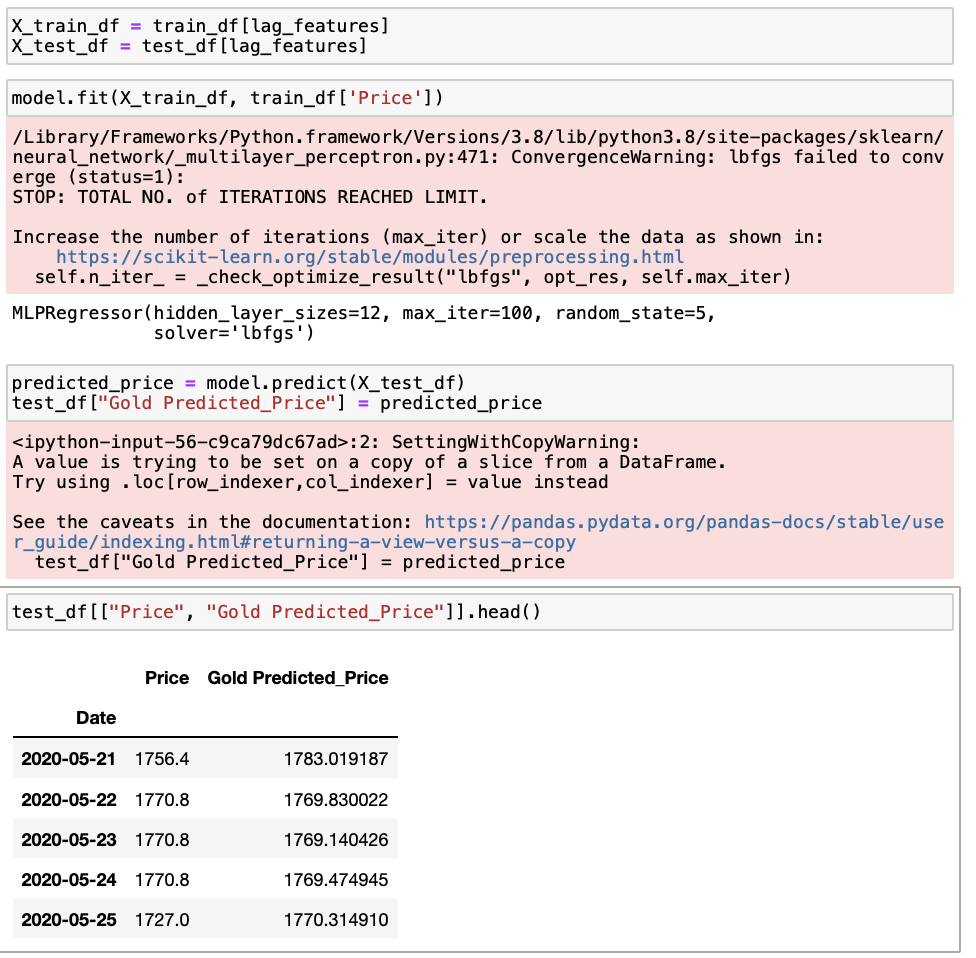 X_train_df = train_df[lag_features]
X_test_df = test_df[lag_features]
model.fit(X_train_df, train_df['Price'])
/Library/Frameworks/Python.framework/Versions/3.8/lib/python3.8/site-packages/sklearn/
neural_network/_multilayer_perceptron.py:471: ConvergenceWarning: lbfgs failed to conv
erge (status=1):
STOP: TOTAL NO. of ITERATIONS REACHED LIMIT.
Increase the number of iterations (max_iter) or scale the data as shown in:
    https://scikit-learn.org/stable/modules/preprocessing.html
  self.n_iter_ = _check_optimize_result("lbfgs", opt_res, self.max_iter)
MLPRegressor(hidden_layer_sizes=12, max_iter=100, random_state=5,
             solver='lbfgs')
predicted_price = model.predict(X_test_df)
test_df["Gold Predicted_Price"] = predicted_price
<ipython-input-56-c9ca79dc67ad>:2: SettingWithCopyWarning:
A value is trying to be set on a copy of a slice from a DataFrame.
Try using .loc[row_indexer,col_indexer] = value instead
See the caveats in the documentation: https://pandas.pydata.org/pandas-docs/stable/use
r_guide/indexing.html#returning-a-view-versus-a-copy
  test_df["Gold Predicted_Price"] = predicted_price
test_df[["Price", "Gold Predicted_Price"]].head()
Price Gold Predicted_Price
Date
2020-05-21 1756.4 1783.019187
2020-05-22 1770.8 1769.830022
2020-05-23 1770.8 1769.140426
2020-05-24 1770.8 1769.474945
2020-05-25 1727.0 1770.314910